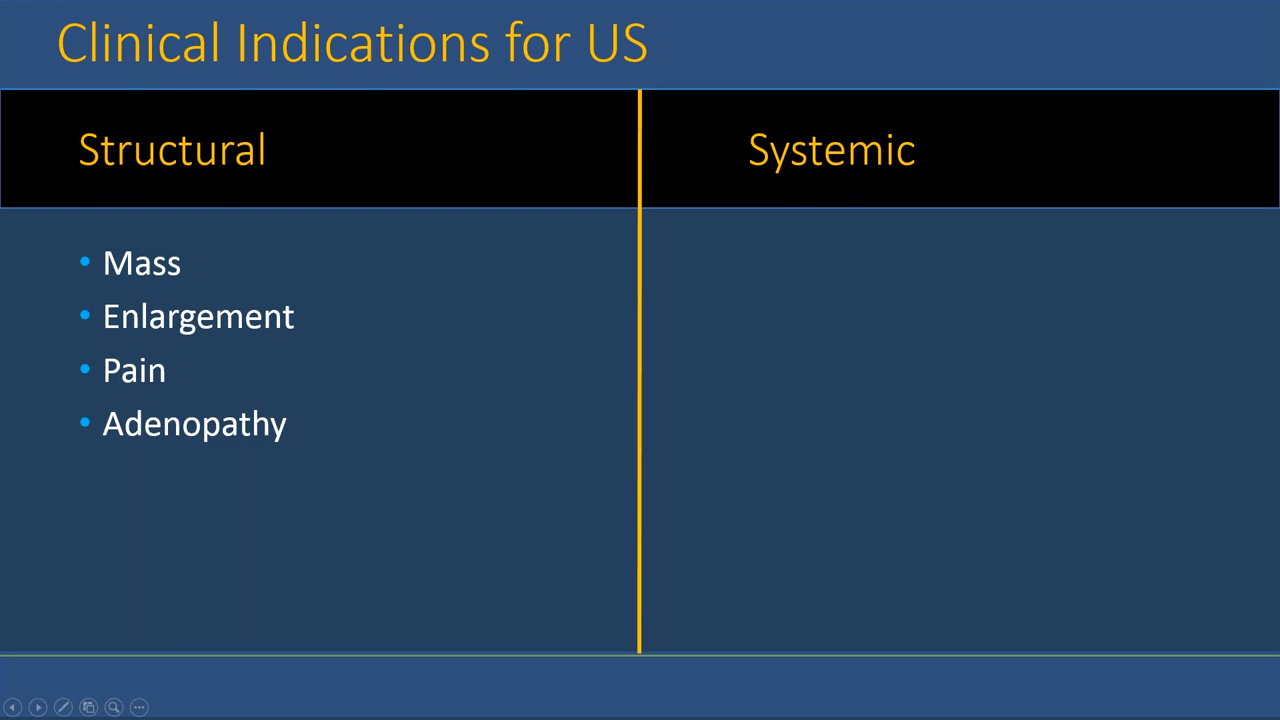 Clinical Indications for US
Structural
Systemic
• Mass
• Enlargement
• Pain
• Adenopathy